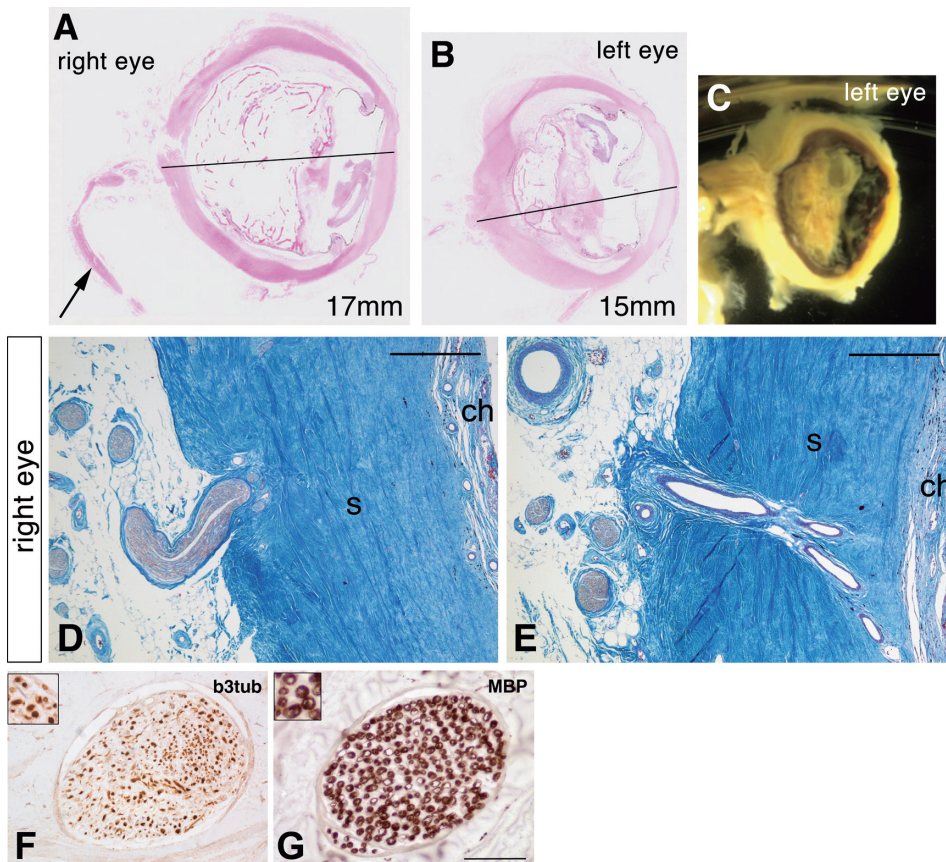 A
right eye
17mm
B
left eye
15mm
C
left eye
right eye
D
s
ch
E
s
ch
F
b3tub
G
MBP